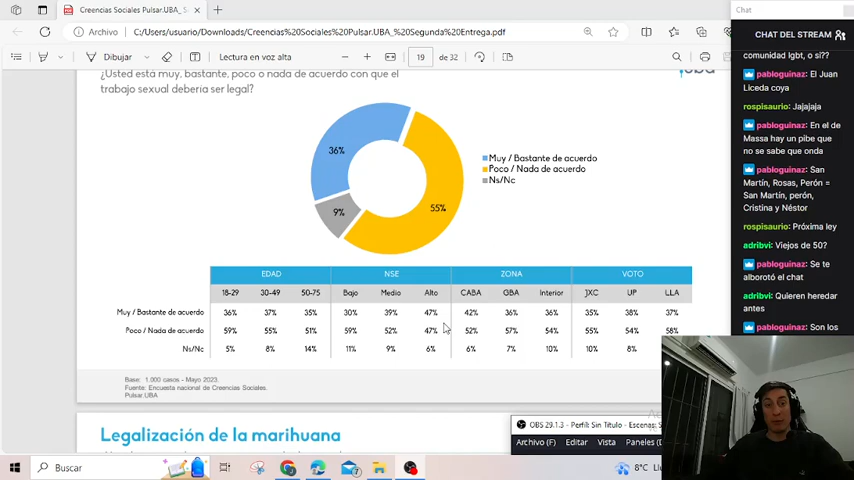 Creencias Sociales Pulsar.UBA_ S
Chat
Archivo
C:/Users/usuario/Downloads/Creencias%20Sociales%20Pulsar.UBA_%20Segunda%20Entrega.pdf
Dibujar
Lectura en voz alta
19 de 32
CHAT DEL STREAM
¿Usted está muy, bastante, poco o nada de acuerdo con que el
trabajo sexual debería ser legal?
uba
36%
55%
9%
Muy / Bastante de acuerdo
Poco / Nada de acuerdo
Ns/Nc
EDAD NSE ZONA VOTO
18-29 30-49 50-75 Bajo Medio Alto CABA GBA Interior JXC UP LLA
Muy / Bastante de acuerdo 36% 37% 35% 30% 39% 47% 42% 36% 36% 35% 38% 37%
Poco / Nada de acuerdo 59% 55% 51% 59% 52% 47% 52% 57% 54% 55% 54% 58%
Ns/Nc 5% 8% 14% 11% 9% 6% 6% 7% 10% 10% 8%
Base: 1.000 casos - Mayo 2023.
Fuente: Encuesta nacional de Creencias Sociales.
Pulsar.UBA
Legalización de la marihuana
comunidad lgbt, o sí??
pabloguinaz: El Juan
Liceda coya
rospisaurio: Jajajaja
pabloguinaz: En el de
Massa hay un pibe que
no se sabe que onda
pabloguinaz: San
Martín, Rosas, Perón =
San Martín, perón,
Cristina y Néstor
rospisaurio: Próxima ley
adribvi: Viejos de 50?
pabloguinaz: Se te
alborotó el chat
adribvi: Quieren heredar
antes
pabloguinaz: Son los
OBS 29.1.3 - Perfil: Sin Título - Escenas: S
Archivo (F) Editar Vista Paneles (D
Buscar
8°C